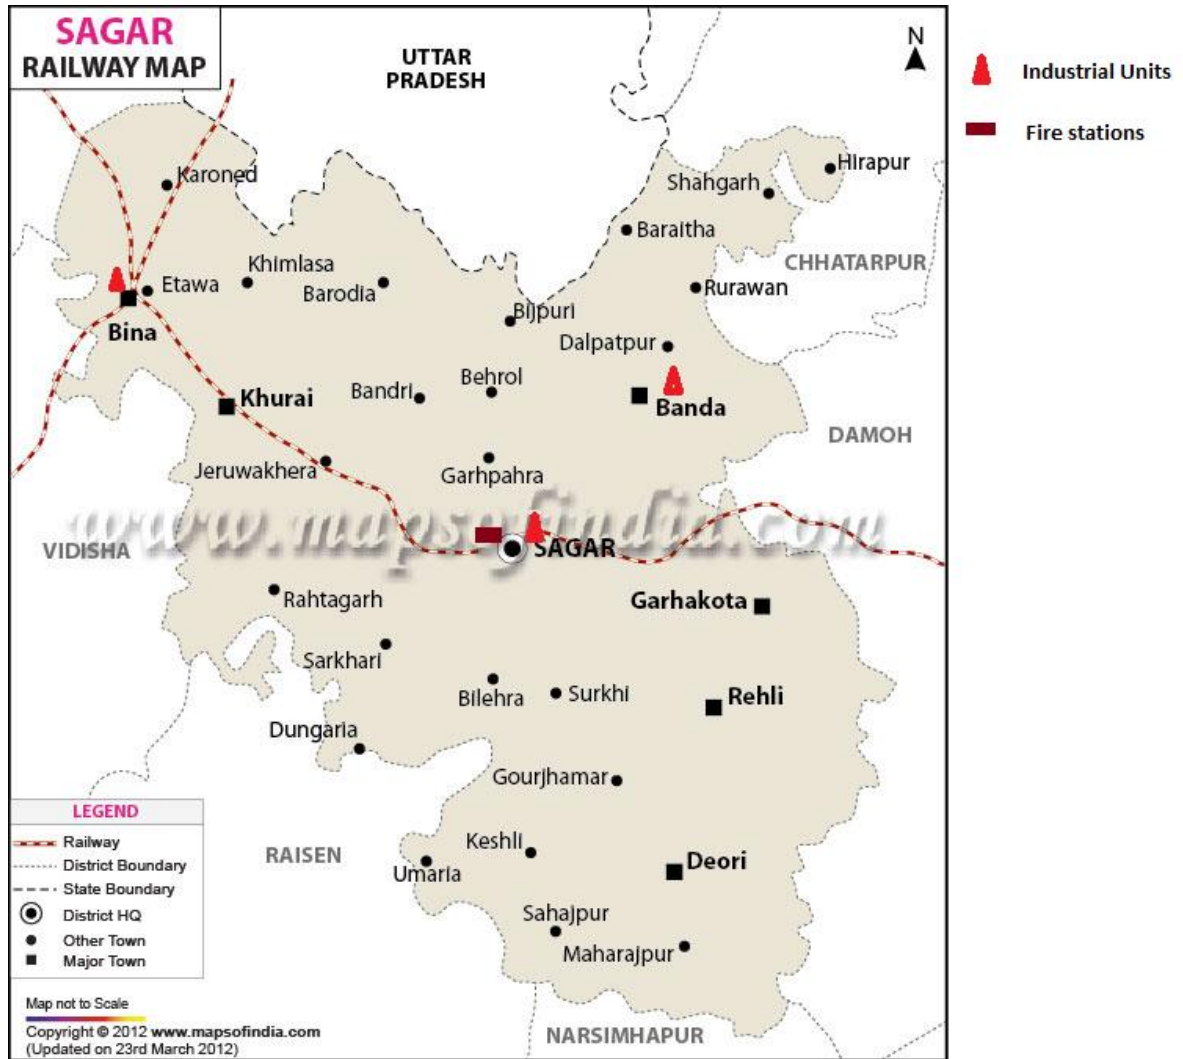 SAGAR
RAILWAY MAP
UTTAR
PRADESH
N
Industrial Units
Fire stations
Karoned
Hirapur
Shahgarh
Baraitha
CHHATARPUR
Khimlasa
Etawa
Barodia
Rurawan
Bina
Bijpuri
Dalpatpur
Behrol
Bandri
Khurai
Banda
DAMOH
Jeruwakhera
Garhpahra
www.mapsofindia.com
VIDISHA
SAGAR
Rahtagarh
Garhakota
Sarkhari
Bilehra
Surkhi
Rehli
Dungaria
Gourjhamar
LEGEND
Railway
District Boundary
State Boundary
District HQ
Other Town
Major Town
RAISEN
Keshli
Umaria
Deori
Sahajpur
Maharajpur
Map not to Scale
Copyright © 2012 www.mapsofindia.com
(Updated on 23rd March 2012)
NARSIMHAPUR